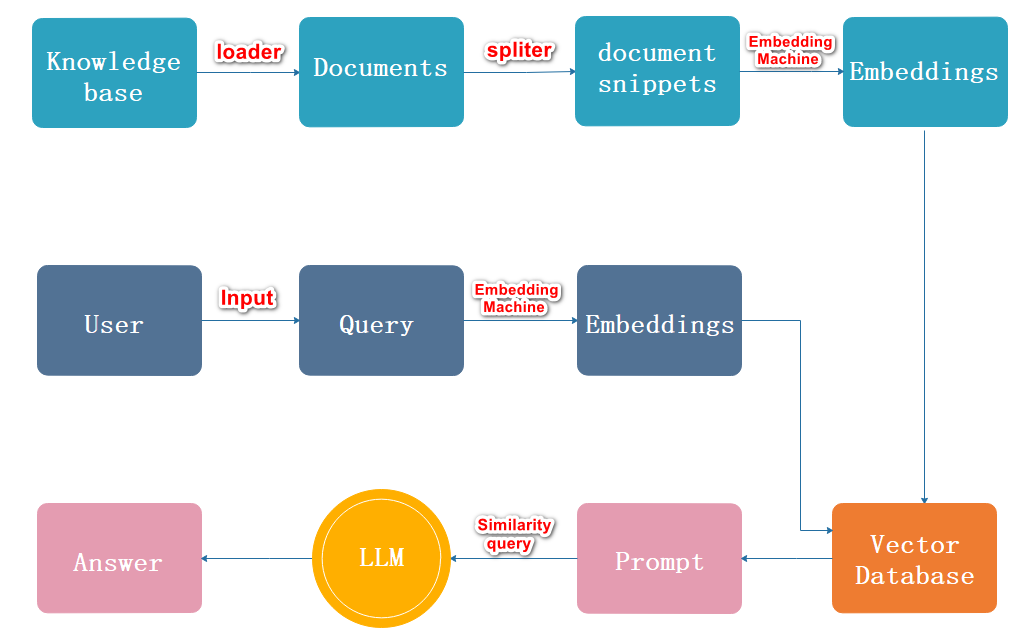 Knowledge
base
loader
Documents
spliter
document
snippets
Embedding
Machine
Embeddings
User
Input
Query
Embedding
Machine
Embeddings
Answer
LLM
Similarity
query
Prompt
Vector
Database